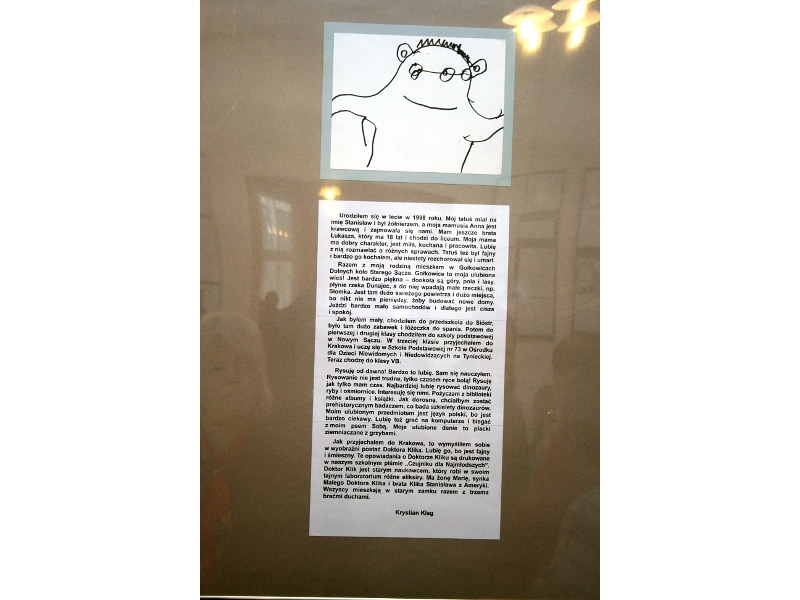 Urodziłem się w lecie w 1998 roku. Mój tatuś miał na
imię Stanisław i był żołnierzem, a moja mamusia Anna jest
krawcową i zajmowała się nami. Mam jeszcze brata
Łukasza, który ma 18 lat i chodzi do liceum. Moja mama
ma dobry charakter, jest miła, kochana i pracowita. Lubię
z nią rozmawiać o różnych sprawach. Tatuś też był fajny
i bardzo go kochałem, ale niestety rozchorował się i umarł.
Razem z moją rodziną mieszkam w Gołkowicach
Dolnych koło Starego Sącza. Gołkowice to moja ulubiona
wieś! Jest bardzo piękna – dookoła są góry, pola i lasy,
płynie rzeka Dunajec, a do niej wpadają małe rzeczki, np.
Słomka. Jest tam dużo świeżego powietrza i dużo miejsca,
bo nikt nie ma pieniędzy, żeby budować nowe domy.
Jeździ bardzo mało samochodów i dlatego jest cisza
i spokój.
Jak byłem mały, chodziłem do przedszkola do Sióstr,
było tam dużo zabawek i łóżeczka do spania. Potem do
pierwszej i drugiej klasy chodziłem do szkoły podstawowej
w Nowym Sączu. W trzeciej klasie przyjechałem do
Krakowa i uczę się w Szkole Podstawowej nr 73 w Ośrodku
dla Dzieci Niewidomych i Niedowidzących na Tynieckiej.
Teraz chodzę do klasy VB.
Rysuję od dawna! Bardzo to lubię. Sam się nauczyłem.
Rysowanie nie jest trudne, tylko czasem ręce bolą! Rysuję
jak tylko mam czas. Najbardziej lubię rysować dinozaury,
ryby i ośmiornice. Interesuję się nimi. Pożyczam z biblioteki
różne albumy i książki. Jak dorosnę, chciałbym zostać
prehistorycznym badaczem, co bada szkielety dinozaurów.
Moim ulubionym przedmiotem jest język polski, bo jest
bardzo ciekawy. Lubię też grać na komputerze i biegać
z moim psem Sabą. Moje ulubione danie to placki
ziemniaczane z grzybami.
Jak przyjechałem do Krakowa, to wymyśliłem sobie
w wyobraźni postać Doktora Klika. Lubię go, bo jest fajny
i śmieszny. Te opowiadania o Doktorze Kliku są drukowane
w naszym szkolnym piśmie „Czujniku dla Najmłodszych".
Doktor Klik jest starym naukowcem, który robi w swoim
tajnym laboratorium różne eliksiry. Ma żonę Marię, synka
Małego Doktora Klika i brata Klika Stanisława z Ameryki.
Wszyscy mieszkają w starym zamku razem z trzema
braćmi duchami.
Krystian Kłag